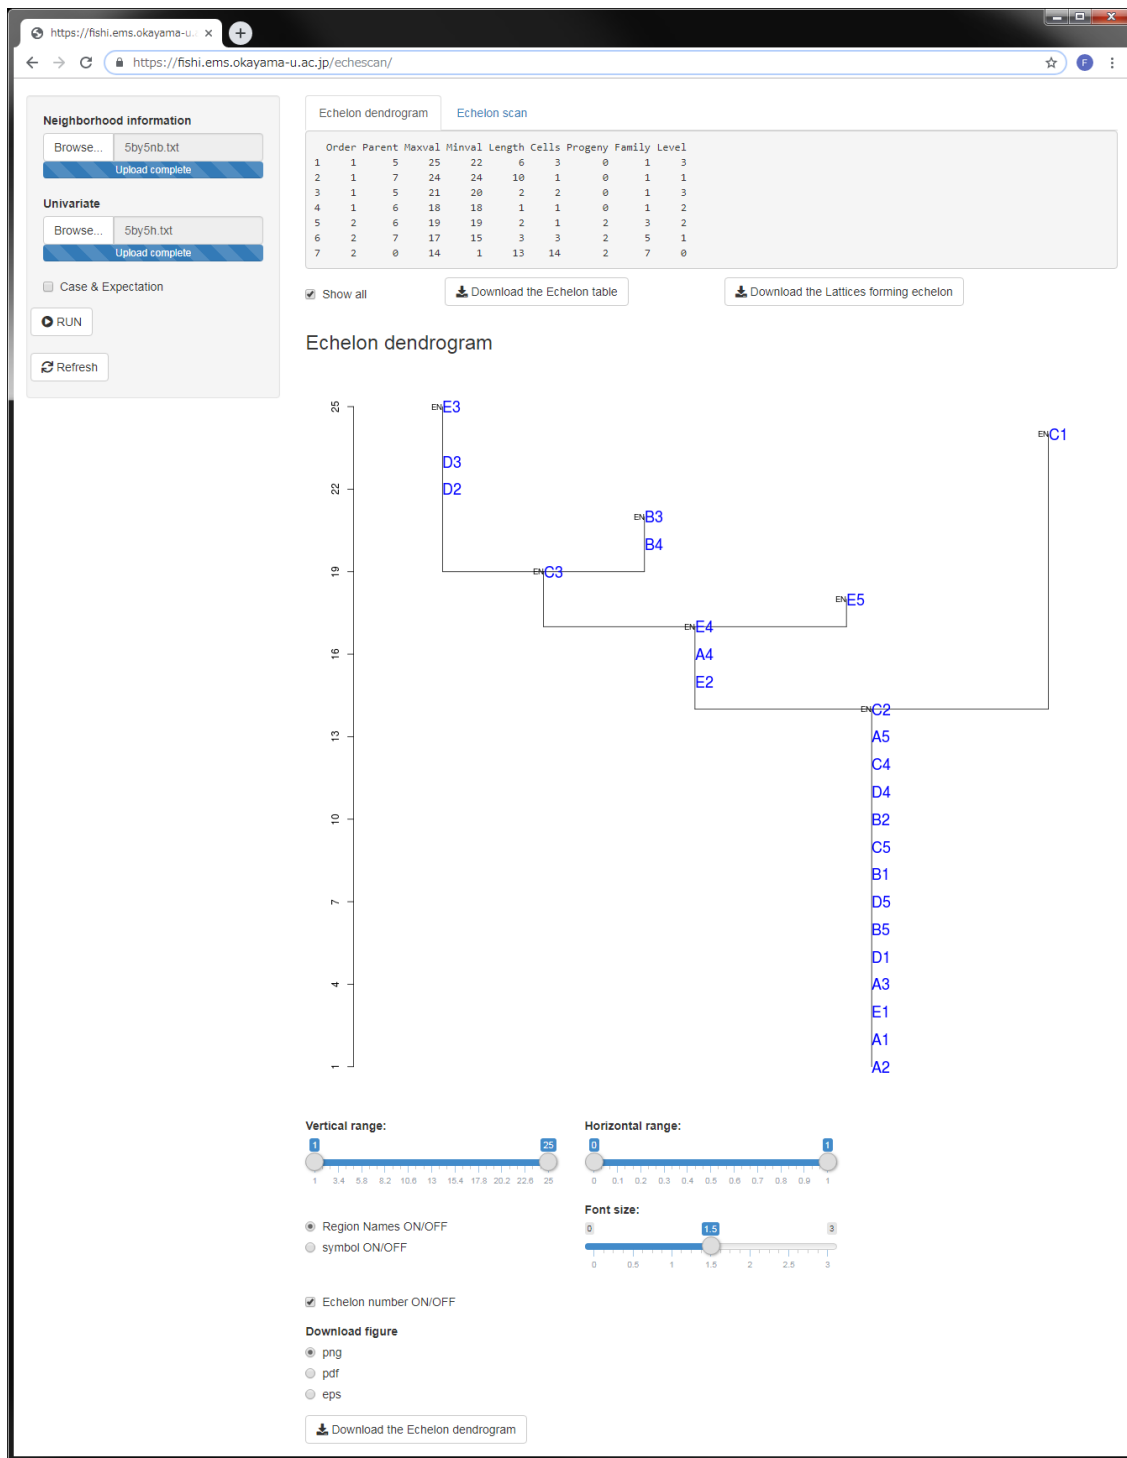 https://fishi.ems.okayama-u.
https://fishi.ems.okayama-u.ac.jp/echescan/
F
Neighborhood information
Browse... 5by5nb.txt
Upload complete
Univariate
Browse... 5by5h.txt
Upload complete
Case & Expectation
RUN
Refresh
Echelon dendrogram Echelon scan
Order Parent Maxval Minval Length Cells Progeny Family Level
1 1 5 25 22 6 3 0 1 3
2 1 7 24 24 10 1 0 1 1
3 1 5 21 20 2 2 0 1 3
4 1 6 18 18 1 1 0 1 2
5 2 6 19 19 2 1 2 3 2
6 2 7 17 15 3 3 2 5 1
7 2 0 14 1 13 14 2 7 0
Show all
Download the Echelon table
Download the Lattices forming echelon
Echelon dendrogram
25
EN E3
EN C1
D3
22
D2
EN B3
B4
19
EN C3
EN E5
EN E4
16
A4
E2
EN C2
13
A5
C4
D4
10
B2
C5
B1
7
D5
B5
D1
4
A3
E1
A1
1
A2
Vertical range:
1 25
1 3.4 5.8 8.2 10.6 13 15.4 17.8 20.2 22.6 25
Horizontal range:
0 1
0 0.1 0.2 0.3 0.4 0.5 0.6 0.7 0.8 0.9 1
Region Names ON/OFF
symbol ON/OFF
Font size:
0 1.5 3
0 0.5 1 1.5 2 2.5 3
Echelon number ON/OFF
Download figure
png
pdf
eps
Download the Echelon dendrogram